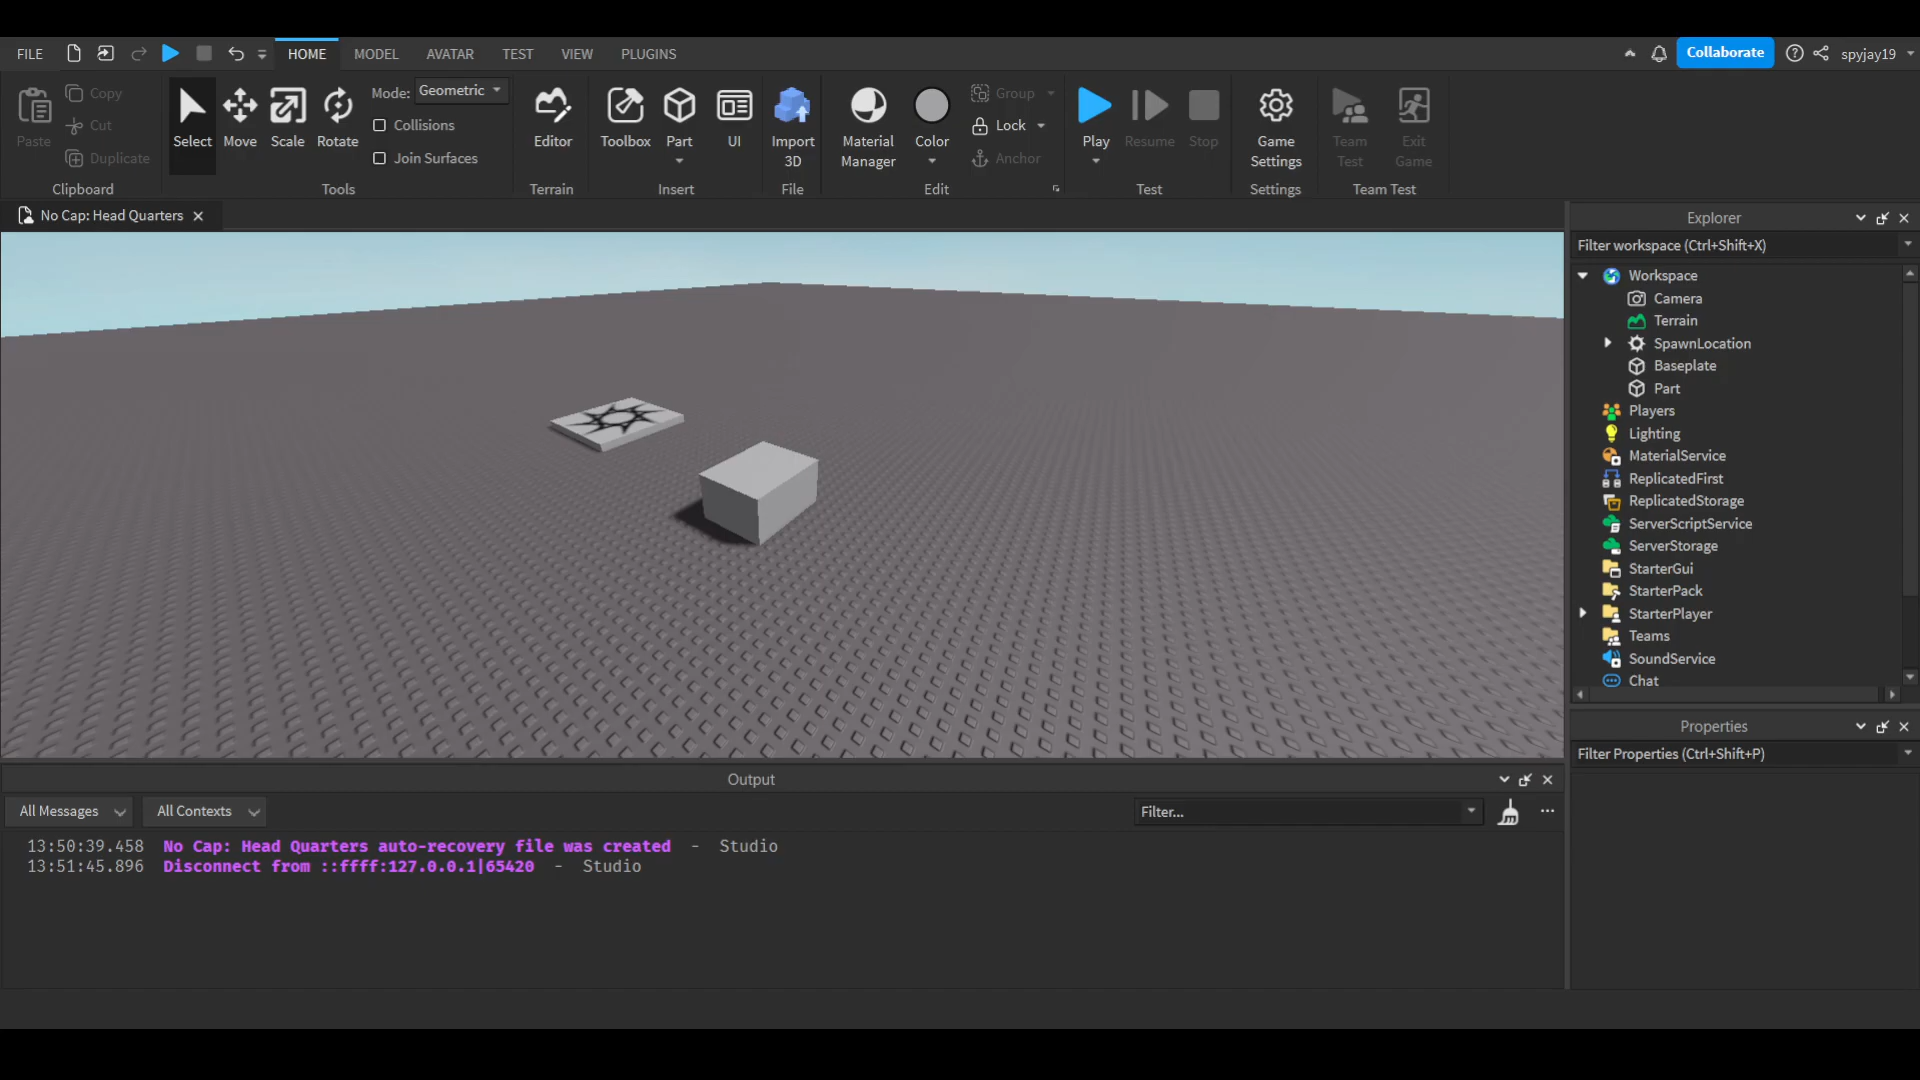 FILE HOME MODEL AVATAR TEST VIEW PLUGINS Collaborate spyjay19
Paste Copy Cut Duplicate Clipboard
Select Move Scale Rotate Mode: Geometric Collisions Join Surfaces Tools
Editor Terrain
Toolbox Part UI Insert
Import 3D File
Material Manager Color Group Lock Anchor Edit
Play Resume Stop Test
Game Settings Settings
Team Test Exit Game Team Test
No Cap: Head Quarters
Explorer
Filter workspace (Ctrl+Shift+X)
Workspace
Camera
Terrain
SpawnLocation
Baseplate
Part
Players
Lighting
MaterialService
ReplicatedFirst
ReplicatedStorage
ServerScriptService
ServerStorage
StarterGui
StarterPack
StarterPlayer
Teams
SoundService
Chat
Properties
Filter Properties (Ctrl+Shift+P)
Output
All Messages All Contexts Filter...
13:50:39.458 No Cap: Head Quarters auto-recovery file was created - Studio
13:51:45.896 Disconnect from ::ffff:127.0.0.1|65420 - Studio